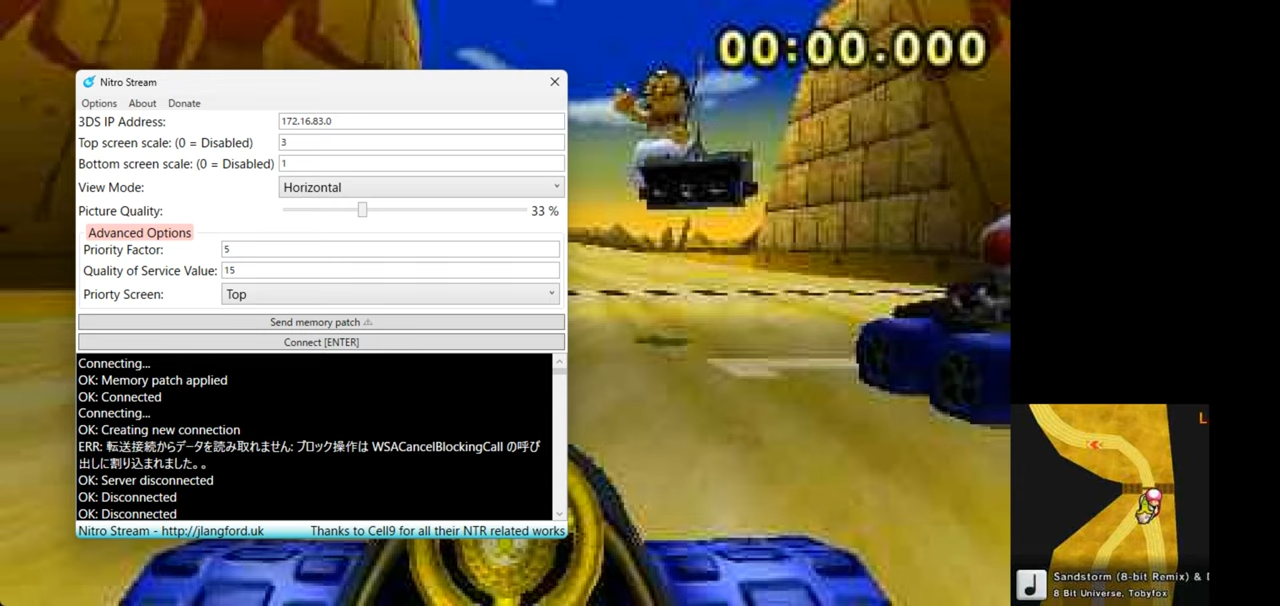 00:00.000
Nitro Stream
Options About Donate
3DS IP Address: 172.16.83.0
Top screen scale: (0 = Disabled) 3
Bottom screen scale: (0 = Disabled) 1
View Mode: Horizontal
Picture Quality: 33 %
Advanced Options
Priority Factor: 5
Quality of Service Value: 15
Priorty Screen: Top
Send memory patch ⚠
Connect [ENTER]
Connecting...
OK: Memory patch applied
OK: Connected
Connecting...
OK: Creating new connection
ERR: 転送接続からデータを読み取れません: ブロック操作は WSACancelBlockingCall の呼び
出しに割り込まれました。。
OK: Server disconnected
OK: Disconnected
OK: Disconnected
Nitro Stream - http://jlangford.uk Thanks to Cell9 for all their NTR related works
L
Sandstorm (8-bit Remix) &
8 Bit Universe, Tobyfox